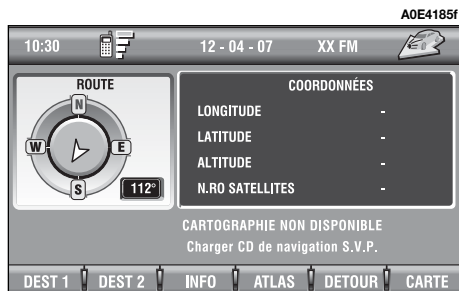 A0E4185f
10:30 12 - 04 - 07 XX FM
ROUTE
N
W E
S
112°
COORDONNÉES
LONGITUDE -
LATITUDE -
ALTITUDE -
N.RO SATELLITES -
CARTOGRAPHIE NON DISPONIBLE
Charger CD de navigation S.V.P.
DEST 1 DEST 2 INFO ATLAS DETOUR CARTE